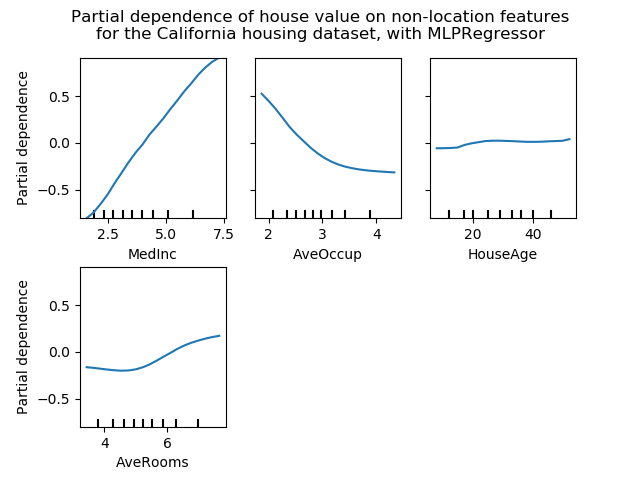 Partial dependence of house value on non-location features
for the California housing dataset, with MLPRegressor
Partial dependence
0.5
0.0
−0.5
2.5 5.0 7.5
MedInc
2 3 4
AveOccup
20 40
HouseAge
Partial dependence
0.5
0.0
−0.5
4 6
AveRooms